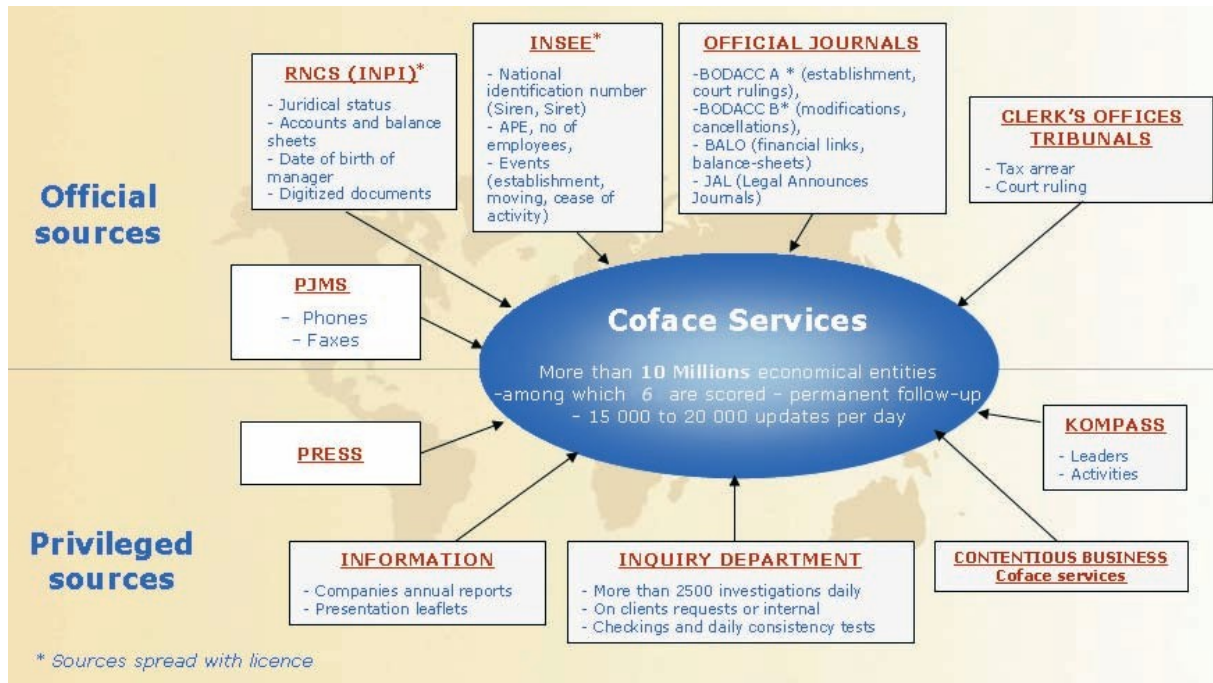 Official
sources
RNCS (INPI)*
- Juridical status
- Accounts and balance
sheets
- Date of birth of
manager
- Digitized documents
INSEE*
- National
identification number
(Siren, Siret)
- APE, no of
employees,
- Events
(establishment,
moving, cease of
activity)
OFFICIAL JOURNALS
-BODACC A * (establishment,
court rulings),
-BODACC B* (modifications,
cancellations),
- BALO (financial links,
balance-sheets)
- JAL (Legal Announces
Journals)
CLERK'S OFFICES
TRIBUNALS
- Tax arrear
- Court ruling
PJMS
- Phones
- Faxes
Coface Services
More than 10 Millions economical entities
-among which 6 are scored - permanent follow-up
- 15 000 to 20 000 updates per day
Privileged
sources
PRESS
KOMPASS
- Leaders
- Activities
INFORMATION
- Companies annual reports
- Presentation leaflets
INQUIRY DEPARTMENT
- More than 2500 investigations daily
- On clients requests or internal
- Checkings and daily consistency tests
CONTENTIOUS BUSINESS
Coface services
* Sources spread with licence